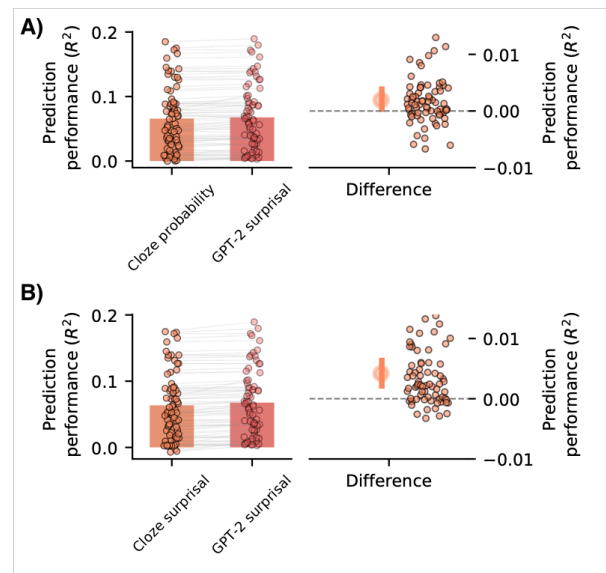 A)
Prediction
performance (R²)
0.2
0.1
0.0
Cloze probability
GPT-2 surprisal
0.01
0.00
−0.01
Prediction
performance (R²)
Difference
B)
Prediction
performance (R²)
0.2
0.1
0.0
Cloze surprisal
GPT-2 surprisal
0.01
0.00
−0.01
Prediction
performance (R²)
Difference